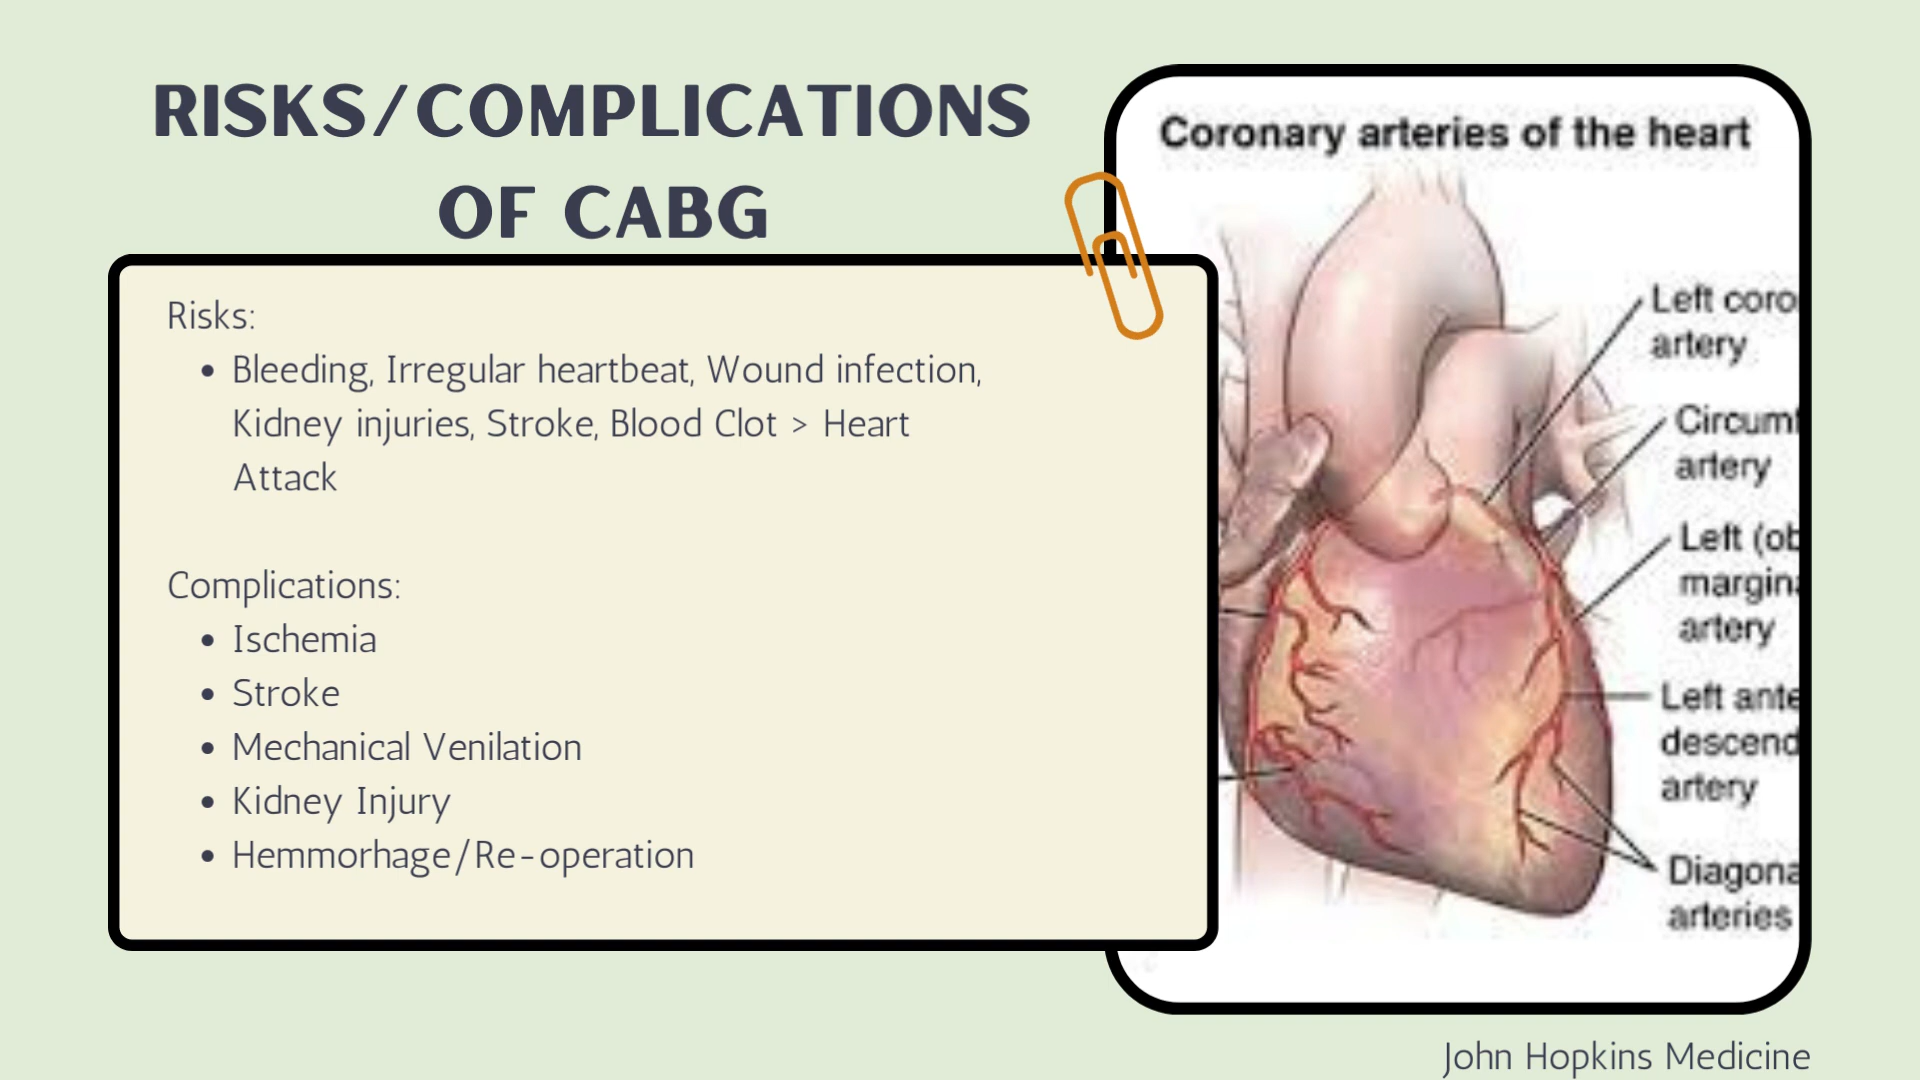 RISKS/COMPLICATIONS
OF CABG
Risks:
• Bleeding, Irregular heartbeat, Wound infection,
Kidney injuries, Stroke, Blood Clot > Heart
Attack
Complications:
• Ischemia
• Stroke
• Mechanical Venilation
• Kidney Injury
• Hemmorhage/Re-operation
Coronary arteries of the heart
Left coro
artery
Circumf
artery
Left (ob
margina
artery
Left ante
descend
artery
Diagona
arteries
John Hopkins Medicine